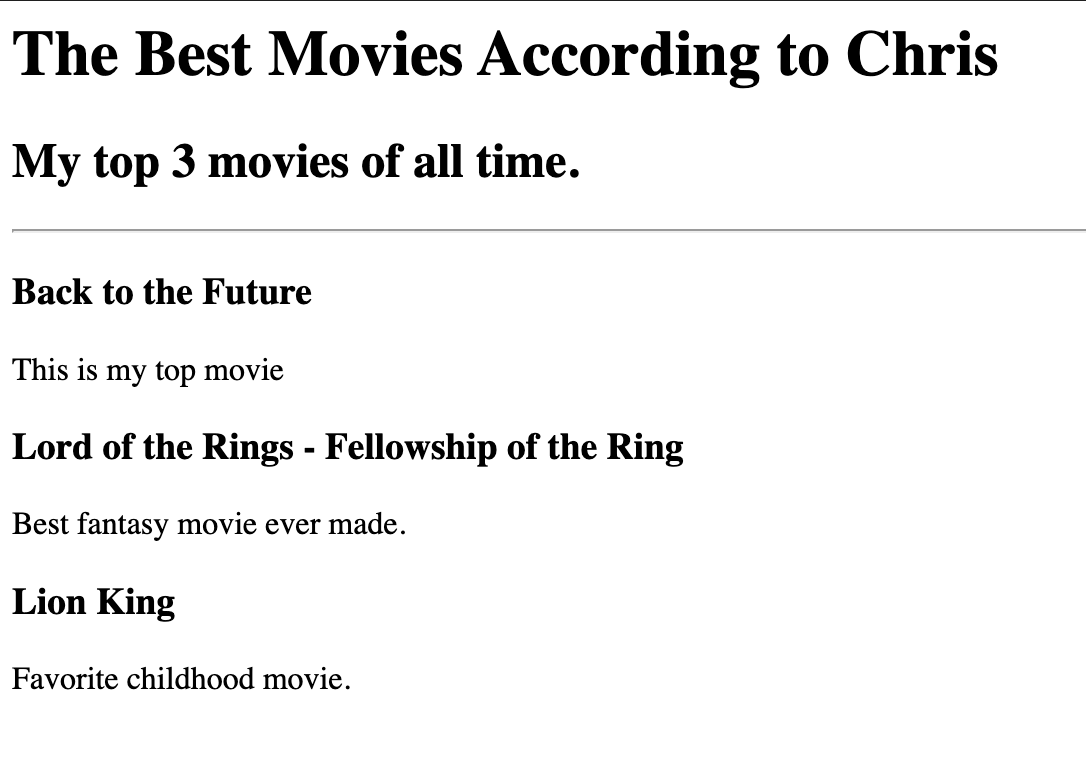 The Best Movies According to Chris
My top 3 movies of all time.
Back to the Future
This is my top movie
Lord of the Rings - Fellowship of the Ring
Best fantasy movie ever made.
Lion King
Favorite childhood movie.